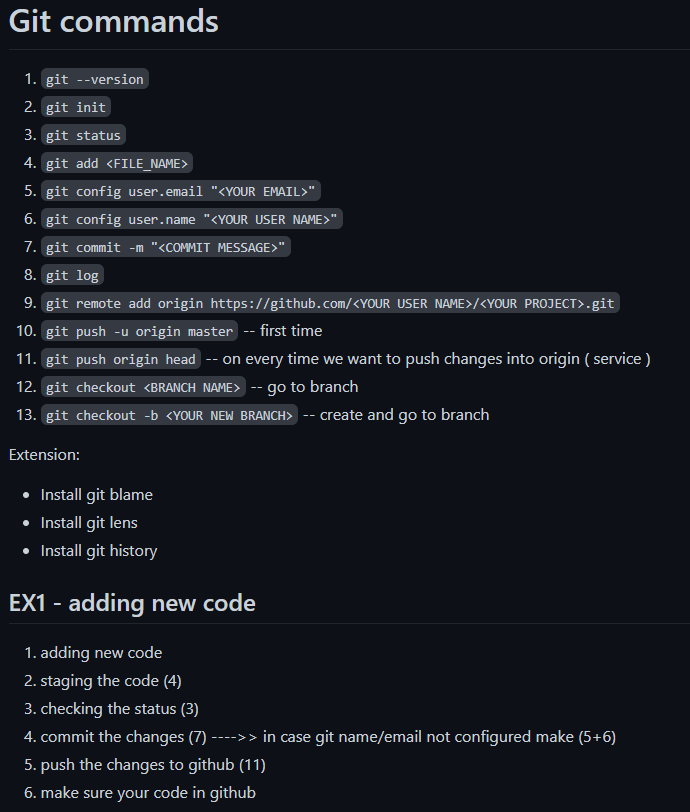 Git commands
1. git --version
2. git init
3. git status
4. git add <FILE_NAME>
5. git config user.email "<YOUR EMAIL>"
6. git config user.name "<YOUR USER NAME>"
7. git commit -m "<COMMIT MESSAGE>"
8. git log
9. git remote add origin https://github.com/<YOUR USER NAME>/<YOUR PROJECT>.git
10. git push -u origin master -- first time
11. git push origin head -- on every time we want to push changes into origin ( service )
12. git checkout <BRANCH NAME> -- go to branch
13. git checkout -b <YOUR NEW BRANCH> -- create and go to branch
Extension:
• Install git blame
• Install git lens
• Install git history
EX1 - adding new code
1. adding new code
2. staging the code (4)
3. checking the status (3)
4. commit the changes (7) ---->> in case git name/email not configured make (5+6)
5. push the changes to github (11)
6. make sure your code in github